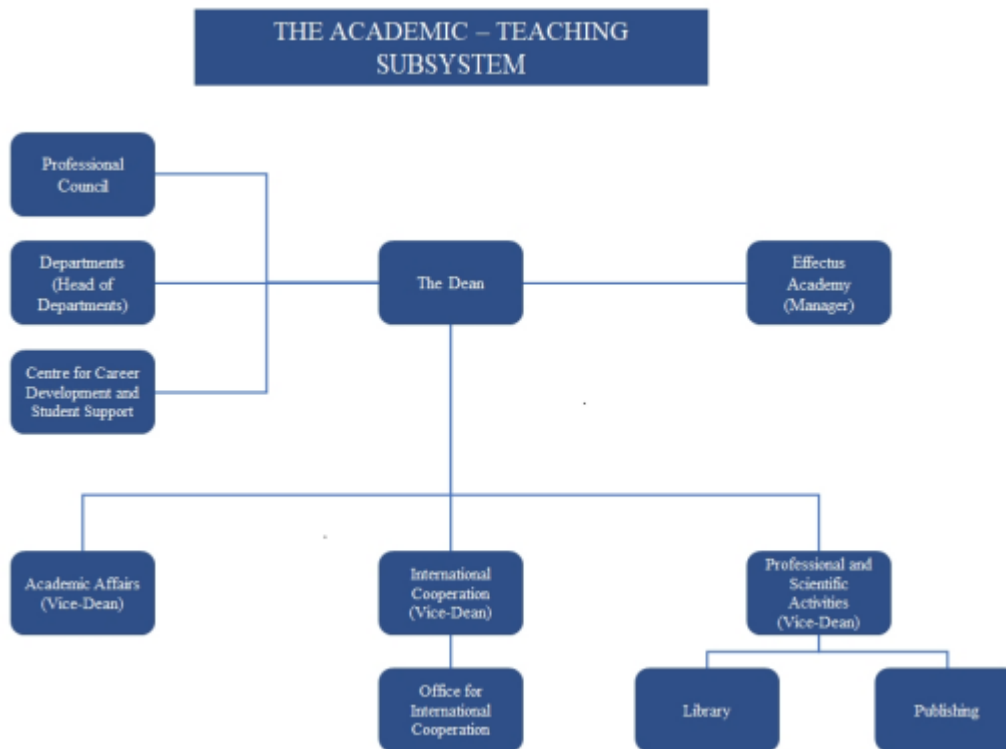 THE ACADEMIC – TEACHING
SUBSYSTEM
Professional
Council
Departments
(Head of
Departments)
The Dean
Effectus
Academy
(Manager)
Centre for Career
Development and
Student Support
Academic Affairs
(Vice-Dean)
International
Cooperation
(Vice-Dean)
Professional and
Scientific
Activities
(Vice-Dean)
Office for
International
Cooperation
Library
Publishing